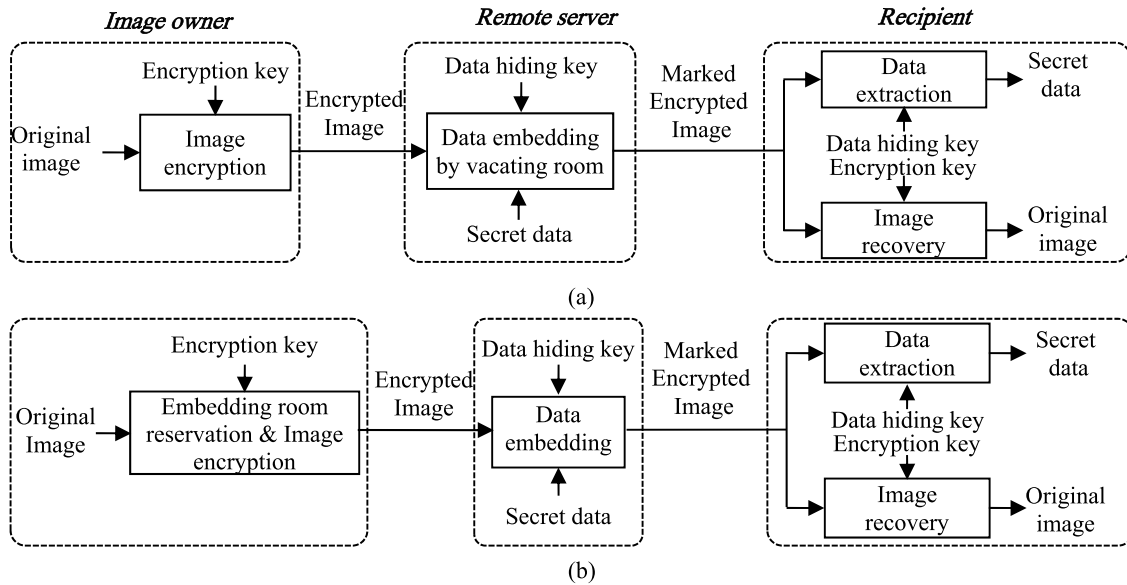 Image owner
Remote server
Recipient
Encryption key
Original
image
Image
encryption
Encrypted
Image
Data hiding key
Data embedding
by vacating room
Secret data
Marked
Encrypted
Image
Data
extraction
Secret
data
Data hiding key
Encryption key
Image
recovery
Original
image
(a)
Encryption key
Original
Image
Embedding room
reservation & Image
encryption
Encrypted
Image
Data hiding key
Data
embedding
Secret data
Marked
Encrypted
Image
Data
extraction
Secret
data
Data hiding key
Encryption key
Image
recovery
Original
image
(b)